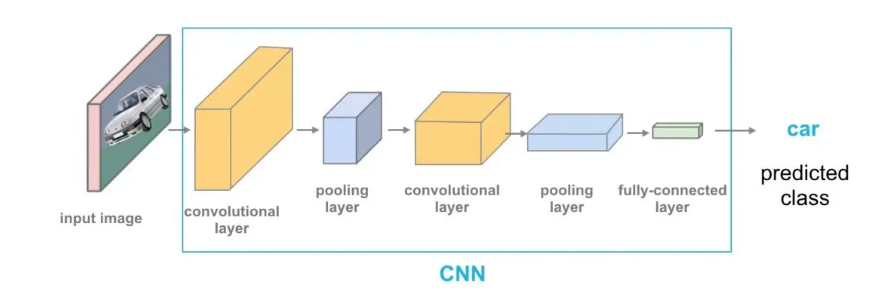 input image
convolutional
layer
pooling
layer
convolutional
layer
pooling
layer
fully-connected
layer
car
predicted
class
CNN